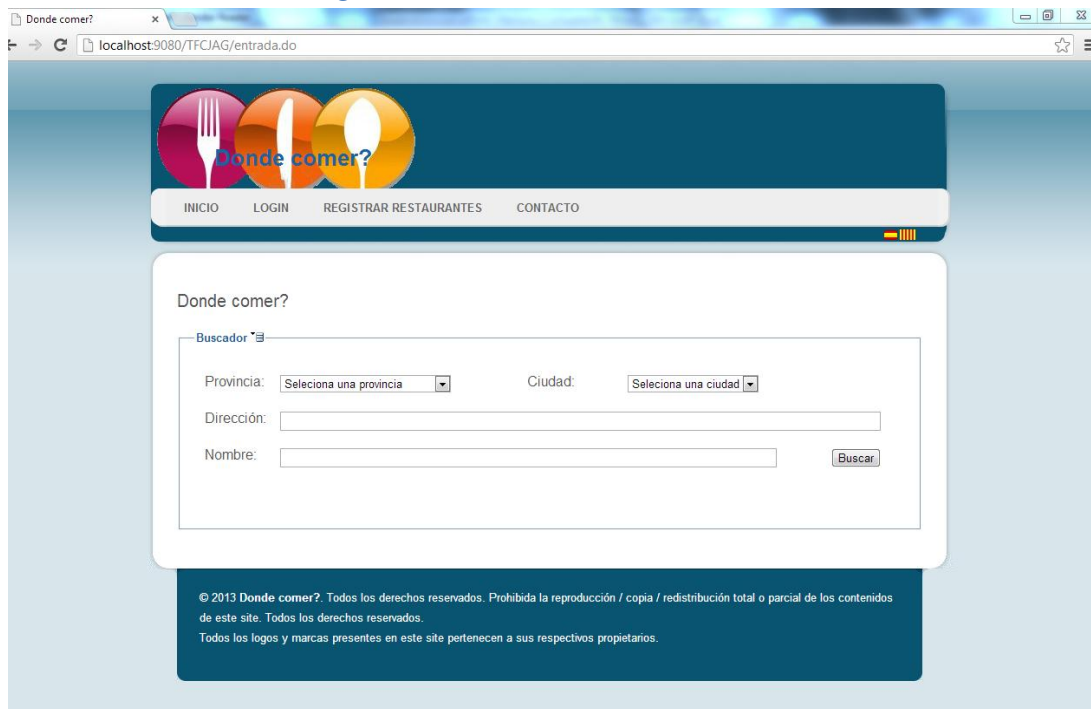 Donde comer?
localhost:9080/TFCJAG/entrada.do
Donde comer?
INICIO LOGIN REGISTRAR RESTAURANTES CONTACTO
Donde comer?
Buscador
Provincia: Seleciona una provincia Ciudad: Seleciona una ciudad
Dirección:
Nombre: Buscar
© 2013 Donde comer?. Todos los derechos reservados. Prohibida la reproducción / copia / redistribución total o parcial de los contenidos
de este site. Todos los derechos reservados.
Todos los logos y marcas presentes en este site pertenecen a sus respectivos propietarios.